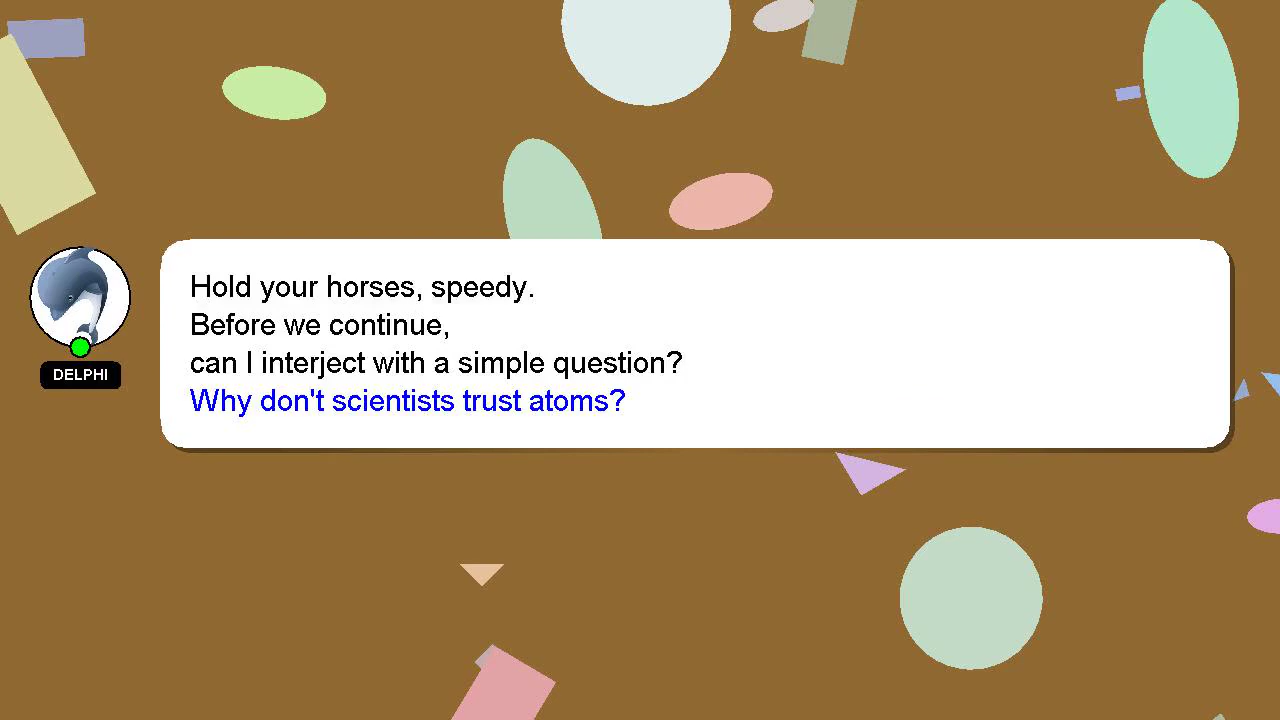 Hold your horses, speedy.
Before we continue,
can I interject with a simple question?
Why don't scientists trust atoms?
DELPHI